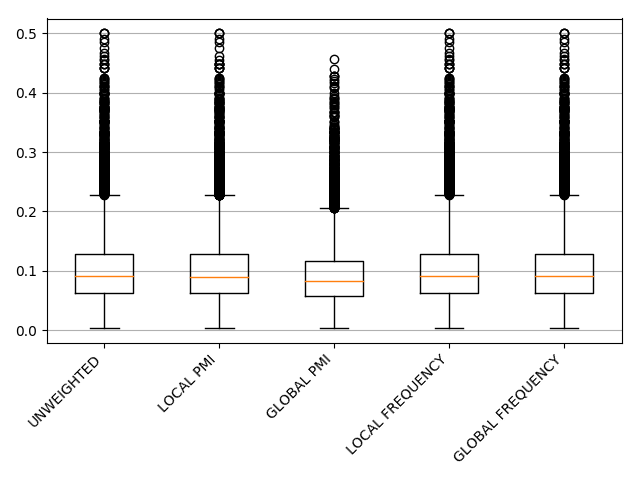 0.5
0.4
0.3
0.2
0.1
0.0
UNWEIGHTED
LOCAL PMI
GLOBAL PMI
LOCAL FREQUENCY
GLOBAL FREQUENCY